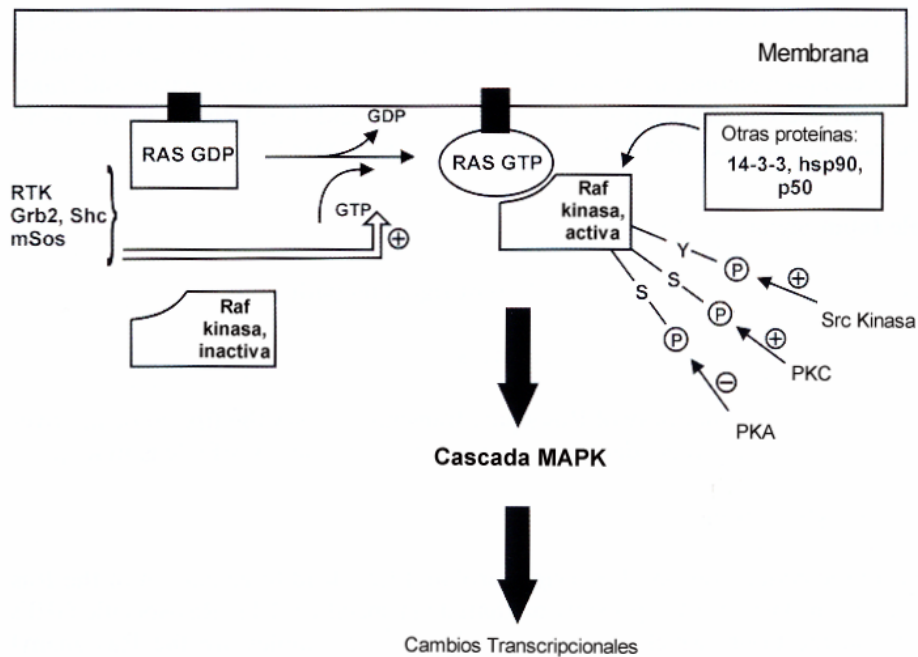 Membrana
RAS GDP
GDP
GTP
RAS GTP
Otras proteínas:
14-3-3, hsp90,
p50
RTK
Grb2, Shc
mSos
+
Raf
kinasa,
activa
Raf
kinasa,
inactiva
Y
P
+
Src Kinasa
S
P
+
PKC
S
P
−
PKA
Cascada MAPK
Cambios Transcripcionales